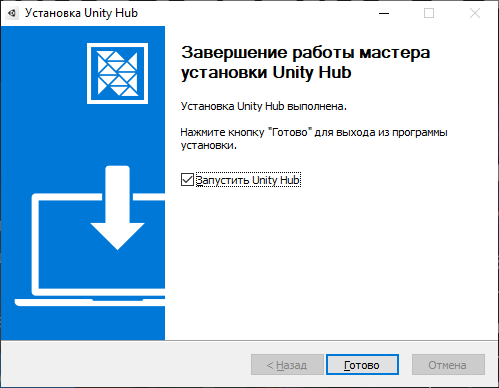 Установка Unity Hub
Завершение работы мастера
установки Unity Hub
Установка Unity Hub выполнена.
Нажмите кнопку "Готово" для выхода из программы
установки.
Запустить Unity Hub
< Назад
Готово
Отмена